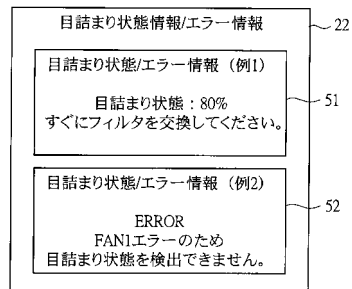 目詰まり状態情報/エラー情報
22
目詰まり状態/エラー情報（例1）
目詰まり状態：80%
すぐにフィルタを交換してください。
51
目詰まり状態/エラー情報（例2）
ERROR
FAN1エラーのため
目詰まり状態を検出できません。
52